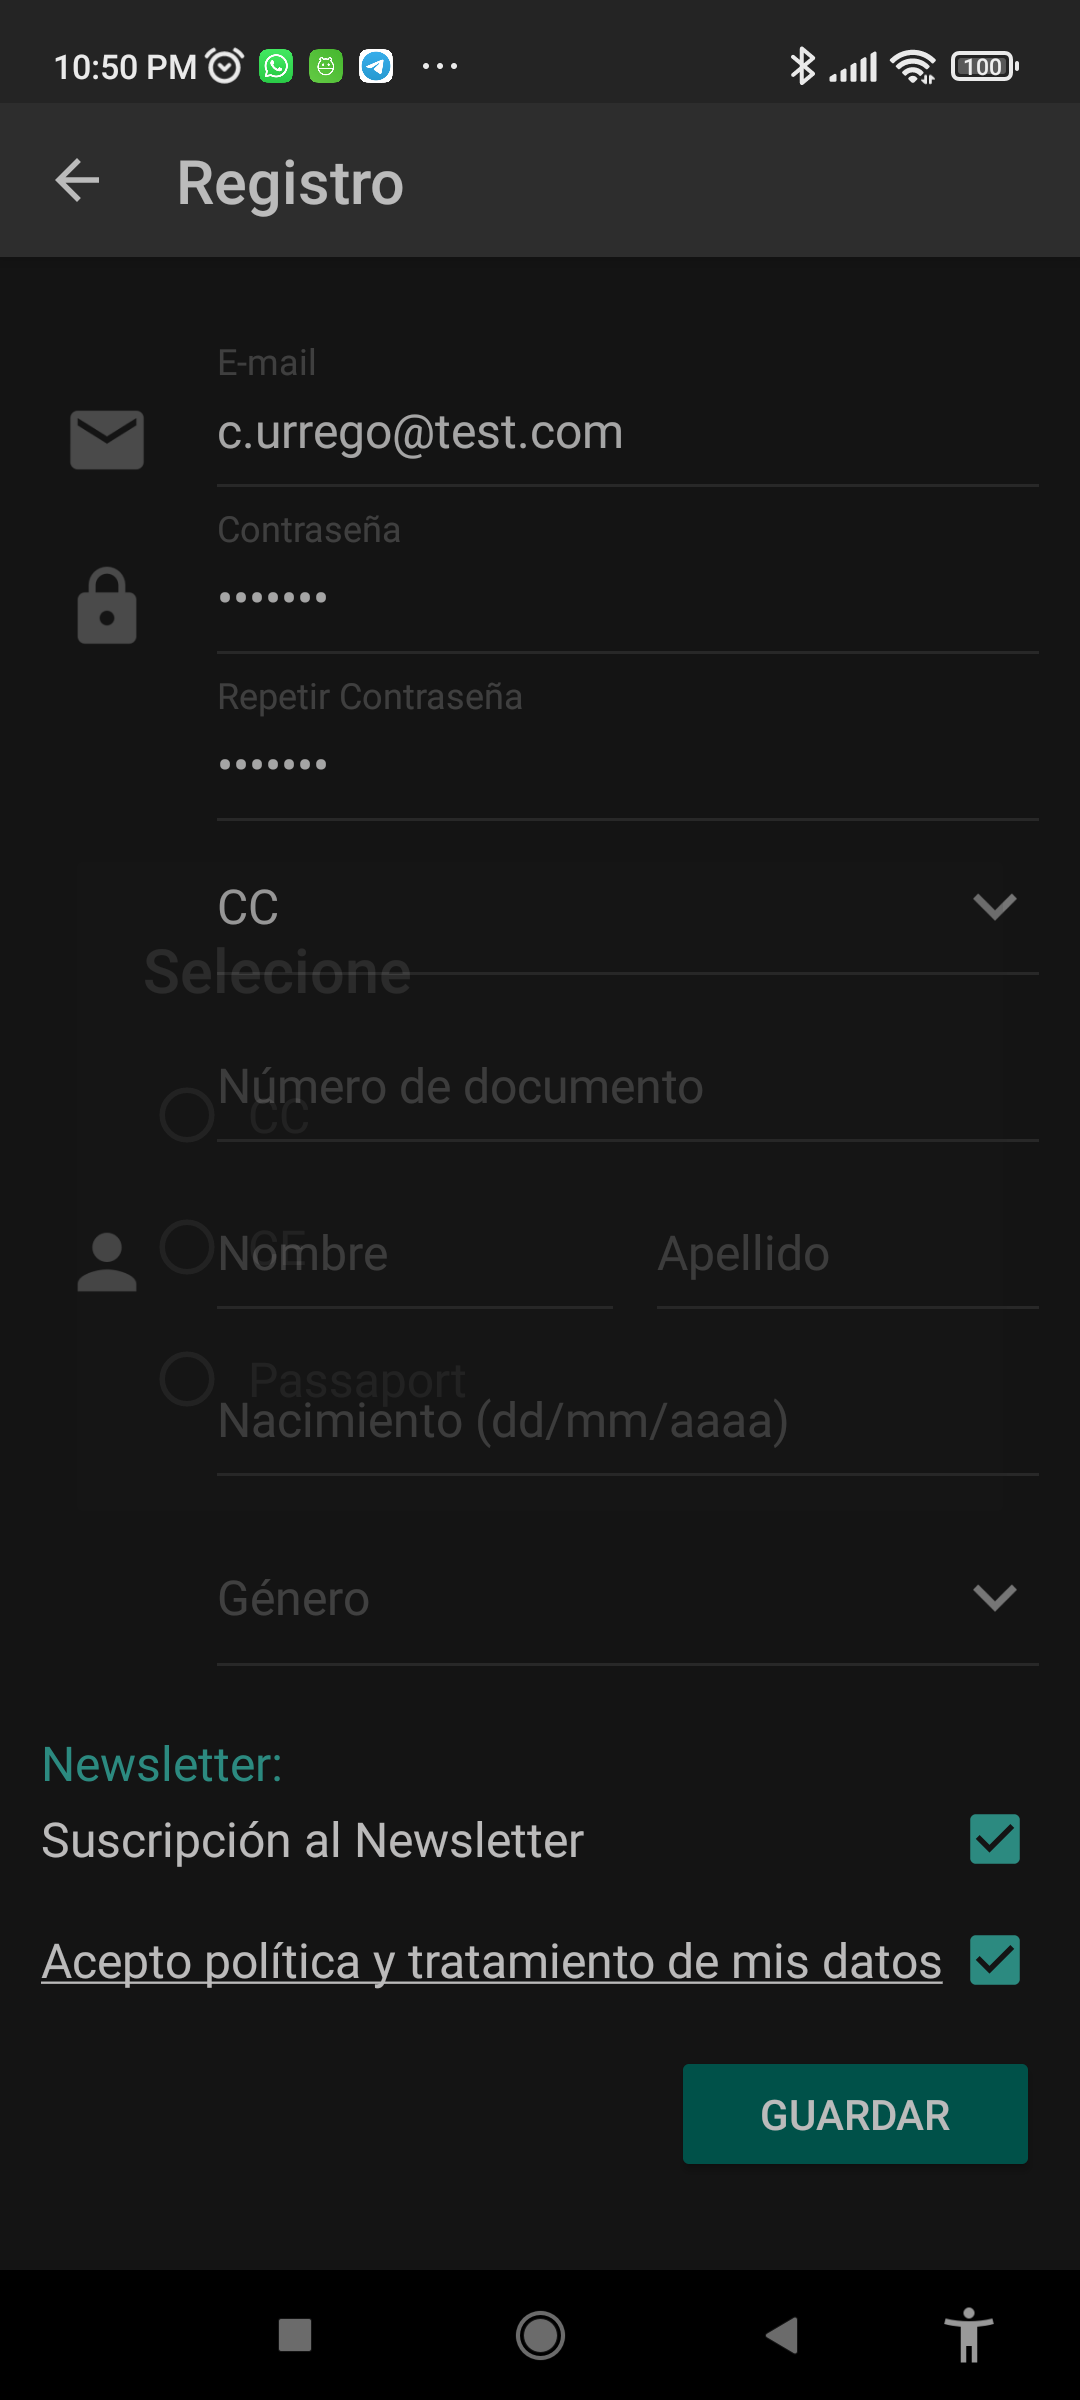 10:50 PM
100
Registro
E-mail
c.urrego@test.com
Contraseña
•••••••
Repetir Contraseña
•••••••
CC
Selecione
Número de documento
CC
CE
Nombre Apellido
Passaport
Nacimiento (dd/mm/aaaa)
Género
Newsletter:
Suscripción al Newsletter
Acepto política y tratamiento de mis datos
GUARDAR